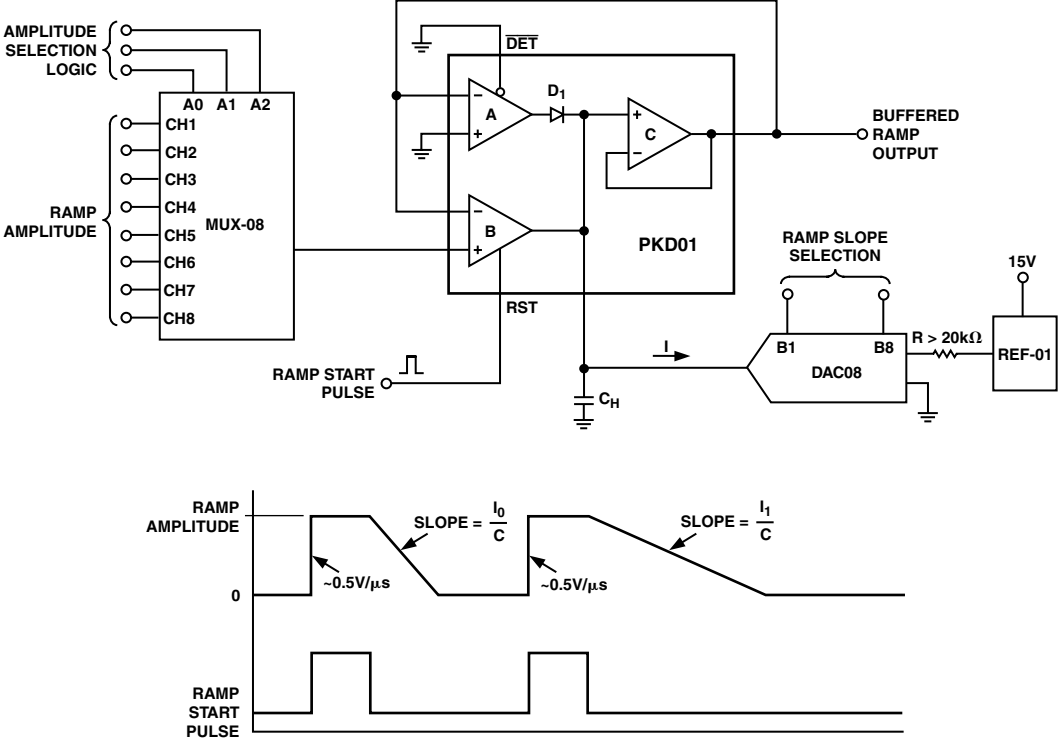 AMPLITUDE
SELECTION
LOGIC
A0 A1 A2
CH1
CH2
CH3
CH4
CH5
CH6
CH7
CH8
RAMP
AMPLITUDE
MUX-08
DET
A
− 
+
D1
B
−
+
C
+
−
PKD01
RST
BUFFERED
RAMP
OUTPUT
RAMP START
PULSE
I
CH
RAMP SLOPE
SELECTION
B1 B8
DAC08
R > 20kΩ
15V
REF-01
RAMP
AMPLITUDE
0
~0.5V/μs
SLOPE = I0
C
~0.5V/μs
SLOPE = I1
C
RAMP
START
PULSE